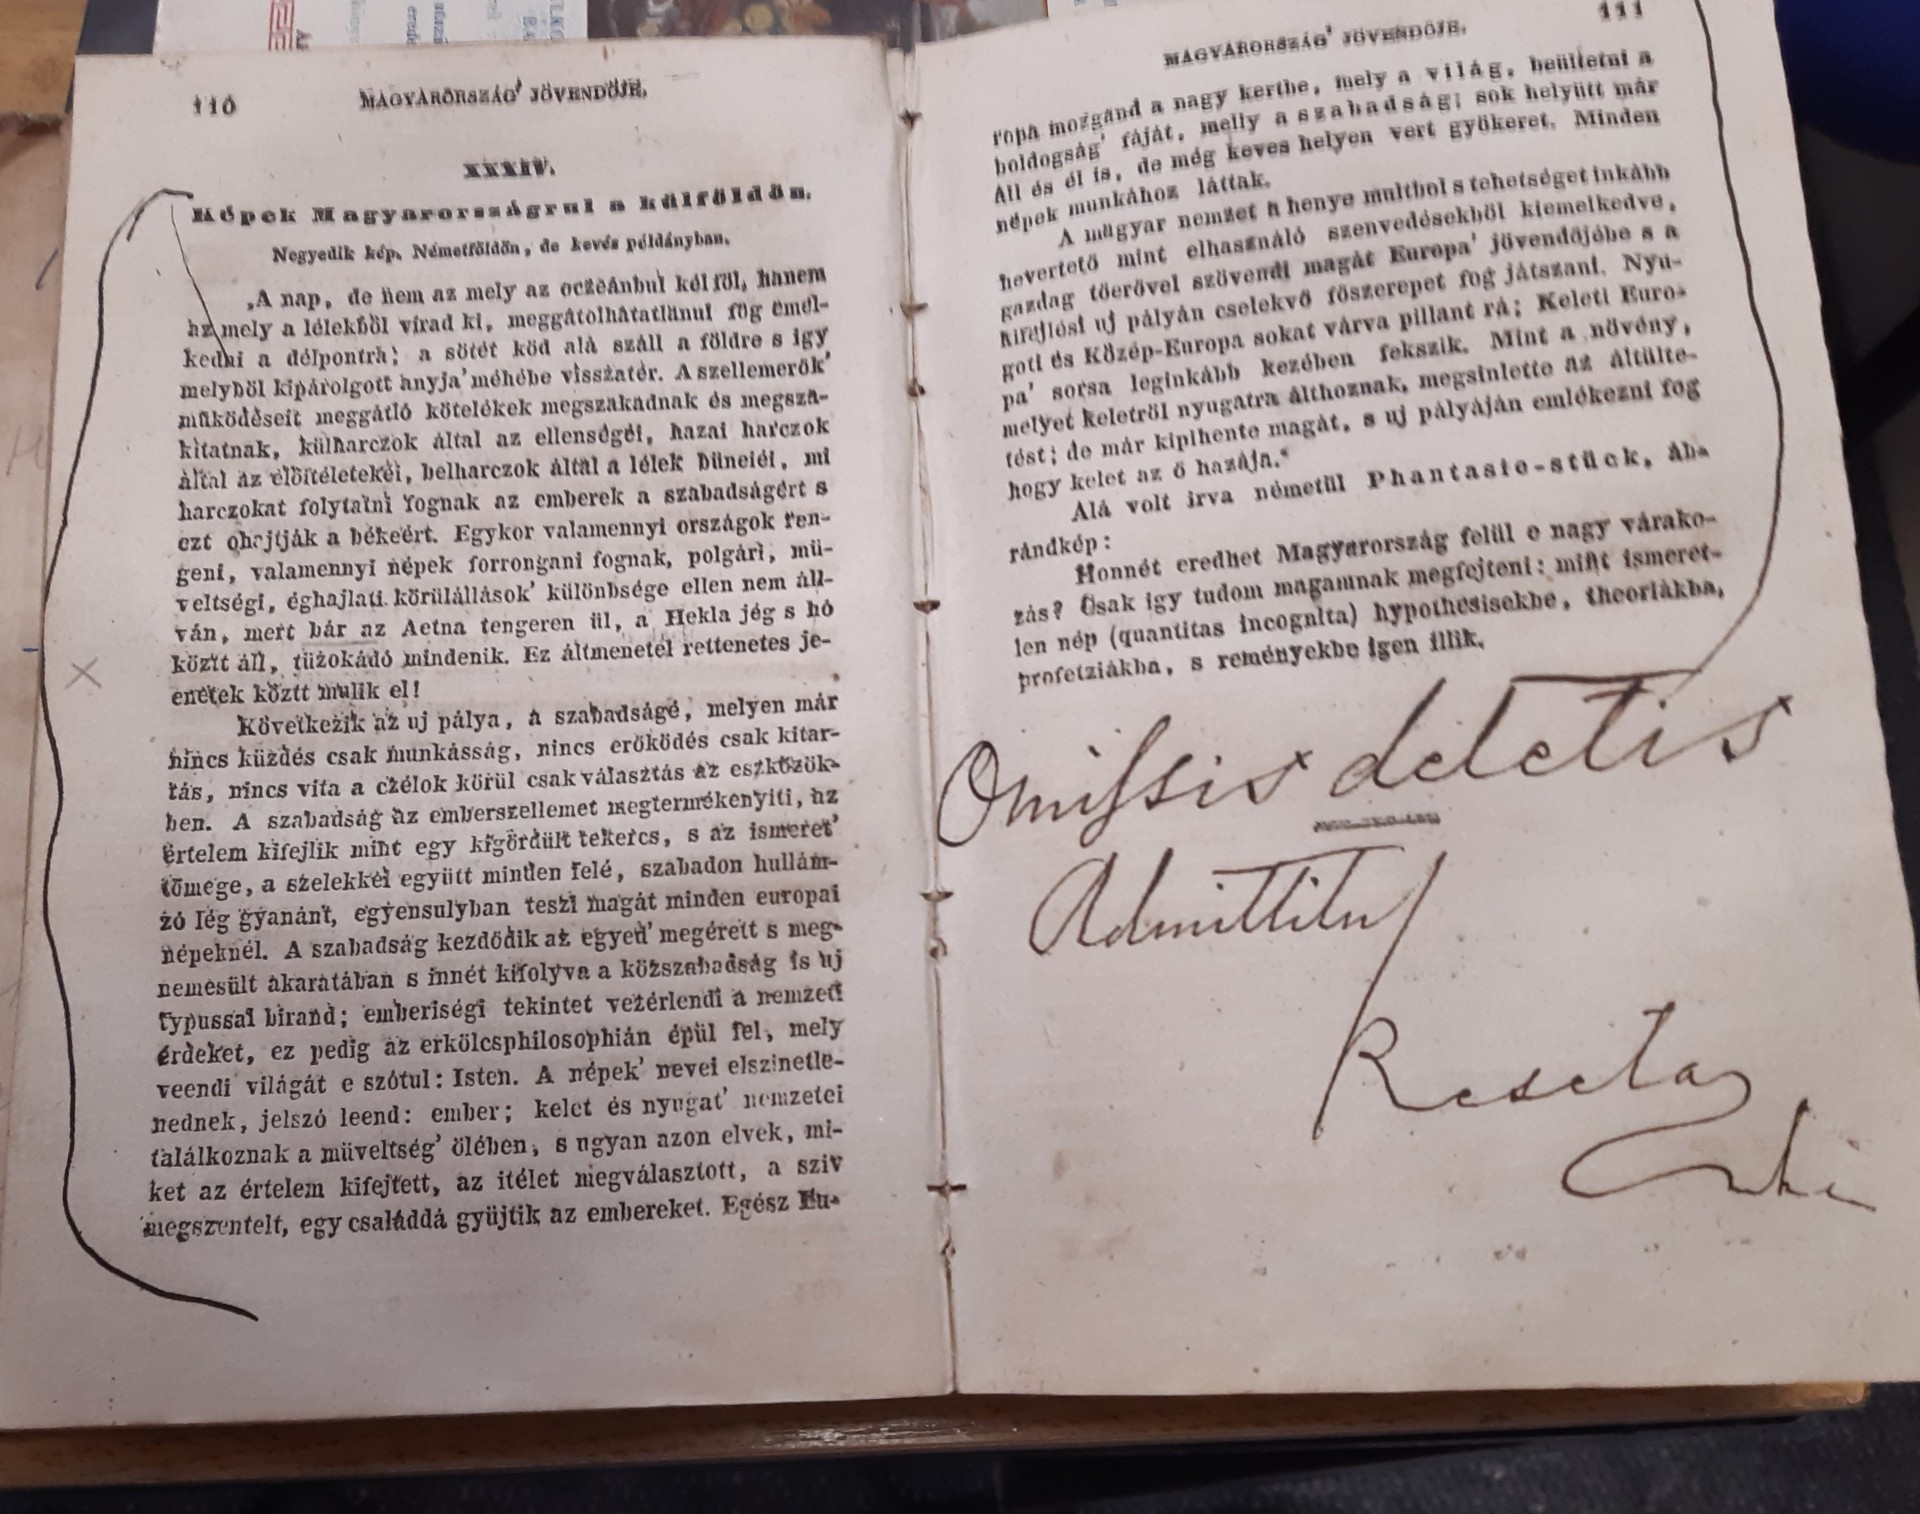 110
MAGYARORSZÁG' JÖVENDŐJE.
XXXIV.
Képek Magyarországrul a külföldön.
Negyedik kép. Németföldön, de kevés példányban.
„A nap, de nem az mely az oczeánbul kél föl, hanem
az mely a lélekből virad ki, meggátolhatatlanul fog emel-
kedni a délpontra; a sötét köd alá száll a földre s igy
melyből kipárolgott anyja' méhébe visszatér. A szellemerők'
működéseit meggátló kötelékek megszakadnak és megsza-
kitatnak, külharczok által az ellenségéi, hazai harczok
által az előitéletekéi, belharczok által a lélek büneiéi, mi
harczokat folytatni fognak az emberek a szabadságért s
ezt ohajtják a békeért. Egykor valamennyi országok ren-
geni, valamennyi népek forrongani fognak, polgári, mü-
veltségi, éghajlati körülállások' különbsége ellen nem áll-
ván, mert bár az Aetna tengeren ül, a Hekla jég s hó
közit áll, tüzokádó mindenik. Ez áltmenetel rettenetes je-
enetek köztt mulik el!
Következik az uj pálya, a szabadságé, melyen már
nincs küzdés csak munkásság, nincs erőködés csak kitar-
tás, nincs vita a czélok körül csak választás az eszközök-
ben. A szabadság az emberszellemet megtermékenyiti, az
értelem kifejlik mint egy kigördült tekercs, s az ismeret'
tömege, a szelekkel együtt minden felé, szabadon hullám-
zó lég gyanánt, egyensulyban teszi magát minden europai
népeknél. A szabadság kezdődik az egyed' megérett s meg-
nemesült akaratában s innét kifolyva a közszabadság is uj
typussal birand; emberiségi tekintet vezérlendi a nemzeti
érdeket, ez pedig az erkölcsphilosophián épül fel, mely
veendi világát e szótul: Isten. A népek' nevei elszinetle-
nednek, jelszó leend: ember; kelet és nyugat' nemzetei
találkoznak a müveltség' ölében, s ugyan azon elvek, mi-
ket az értelem kifejtett, az itélet megválasztott, a sziv
megszentelt, egy családdá gyüjtik az embereket. Egész Eu-
MAGYARORSZÁG' JÖVENDŐJE.
111
ropa mozgand a nagy kertbe, mely a világ, beültetni a
boldogság' fáját, melly a szabadság; sok helyütt már
áll és él is, de még keves helyen vert gyökeret. Minden
népek munkához láttak.
A magyar nemzet a henye multbol s tehetséget inkább
hevertető mint elhasználó szenvedésekből kiemelkedve,
gazdag tőerővel szövendi magát Europa' jövendőjébe s a
kifejlési uj pályán cselekvő főszerepet fog játszani. Nyu-
goti és Közép-Europa sokat várva pillant rá; Keleti Euro-
pa' sorsa leginkább kezében fekszik. Mint a növény,
melyet keletről nyugatra álthoznak, megsinlette az áltülte-
tést; de már kipihente magát, s uj pályáján emlékezni fog
hogy kelet az ő hazája.“
Alá volt irva németül Phantasie-stück, áb-
rándkép:
Honnét eredhet Magyarország felül e nagy várako-
zás? Csak igy tudom magamnak megfejteni: mint ismeret-
len nép (quantitas incognita) hypothesisekbe, theoriákba,
profetziákba, s reményekbe igen illik.
Omissis deletis
Admittitur
Reseta